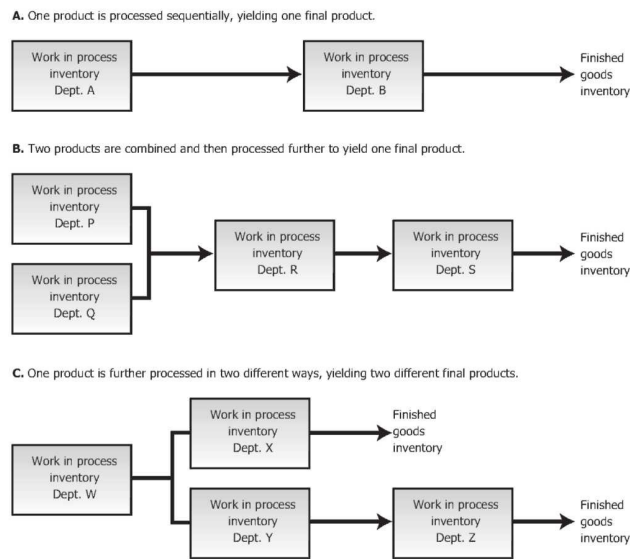 A. One product is processed sequentially, yielding one final product.
Work in process
inventory
Dept. A
Work in process
inventory
Dept. B
Finished
goods
inventory
B. Two products are combined and then processed further to yield one final product.
Work in process
inventory
Dept. P
Work in process
inventory
Dept. Q
Work in process
inventory
Dept. R
Work in process
inventory
Dept. S
Finished
goods
inventory
C. One product is further processed in two different ways, yielding two different final products.
Work in process
inventory
Dept. W
Work in process
inventory
Dept. X
Finished
goods
inventory
Work in process
inventory
Dept. Y
Work in process
inventory
Dept. Z
Finished
goods
inventory